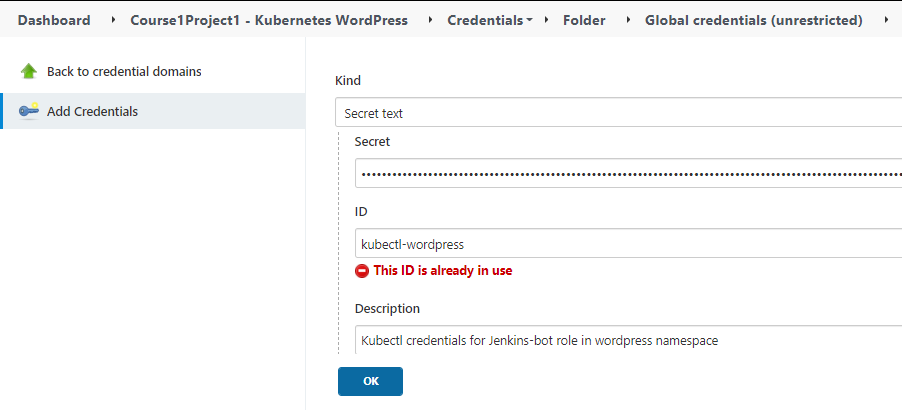 Dashboard Course1Project1 - Kubernetes WordPress Credentials Folder Global credentials (unrestricted)
Back to credential domains
Add Credentials
Kind
Secret text
Secret
ID
kubectl-wordpress
This ID is already in use
Description
Kubectl credentials for Jenkins-bot role in wordpress namespace
OK